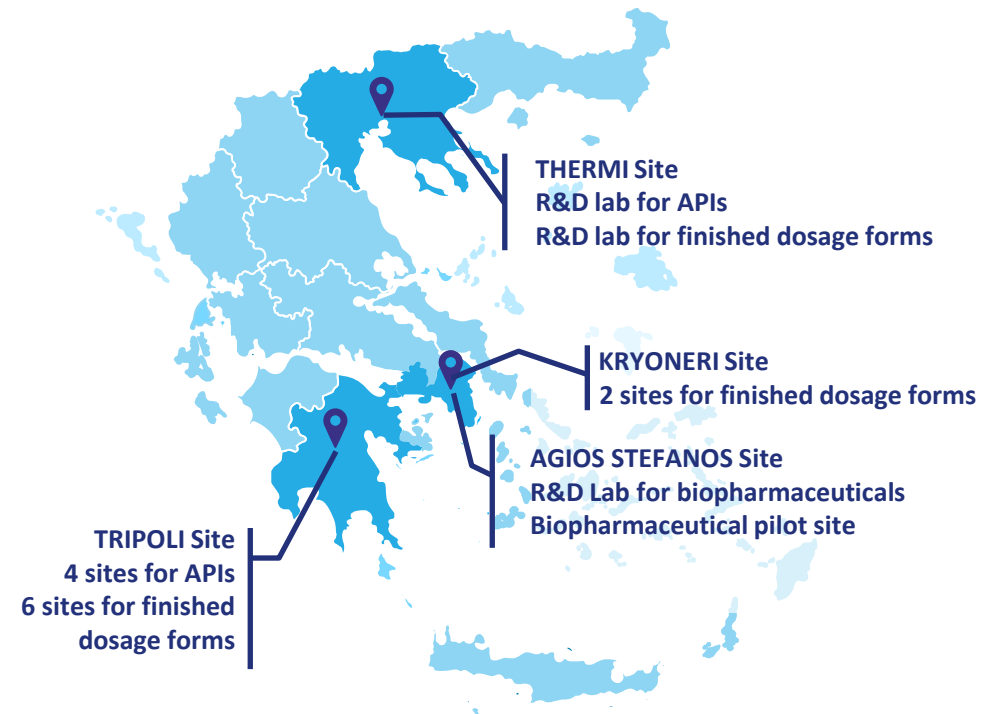 THERMI Site
R&D lab for APIs
R&D lab for finished dosage forms
KRYONERI Site
2 sites for finished dosage forms
AGIOS STEFANOS Site
R&D Lab for biopharmaceuticals
Biopharmaceutical pilot site
TRIPOLI Site
4 sites for APIs
6 sites for finished
dosage forms